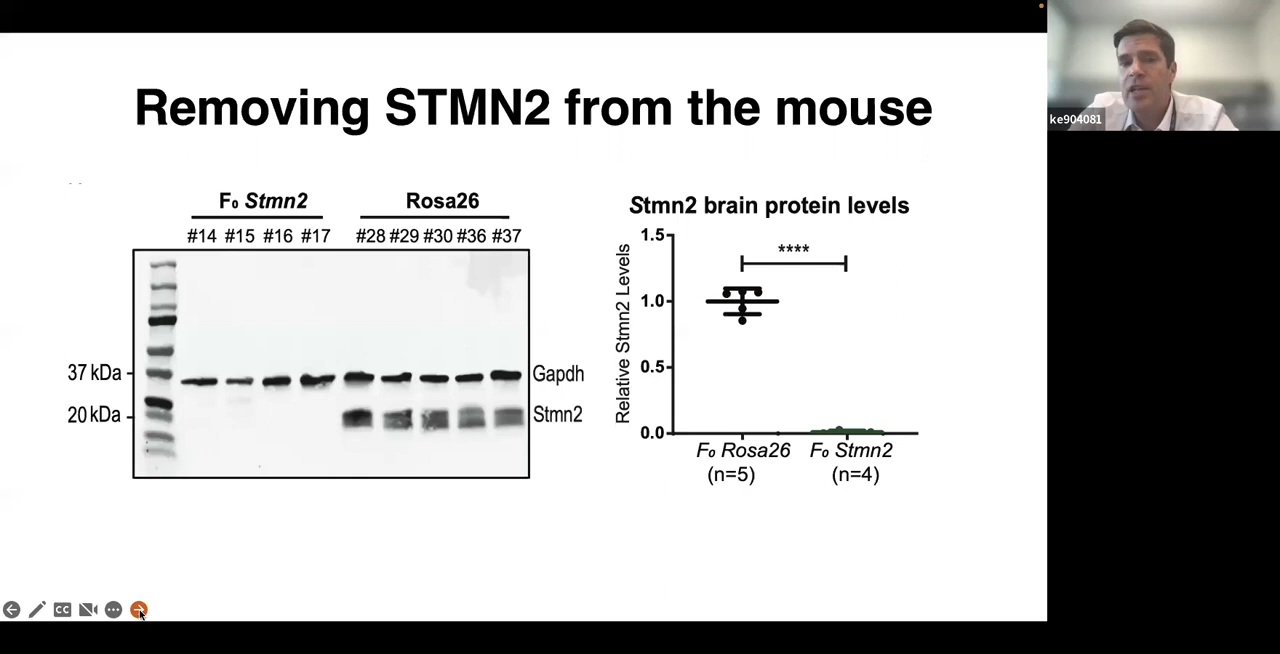 Removing STMN2 from the mouse
F₀ Stmn2
Rosa26
#14 #15 #16 #17 #28 #29 #30 #36 #37
37 kDa
20 kDa
Gapdh
Stmn2
Stmn2 brain protein levels
Relative Stmn2 Levels
1.5
1.0
0.5
0.0
****
F₀ Rosa26
(n=5)
F₀ Stmn2
(n=4)
ke904081
CC